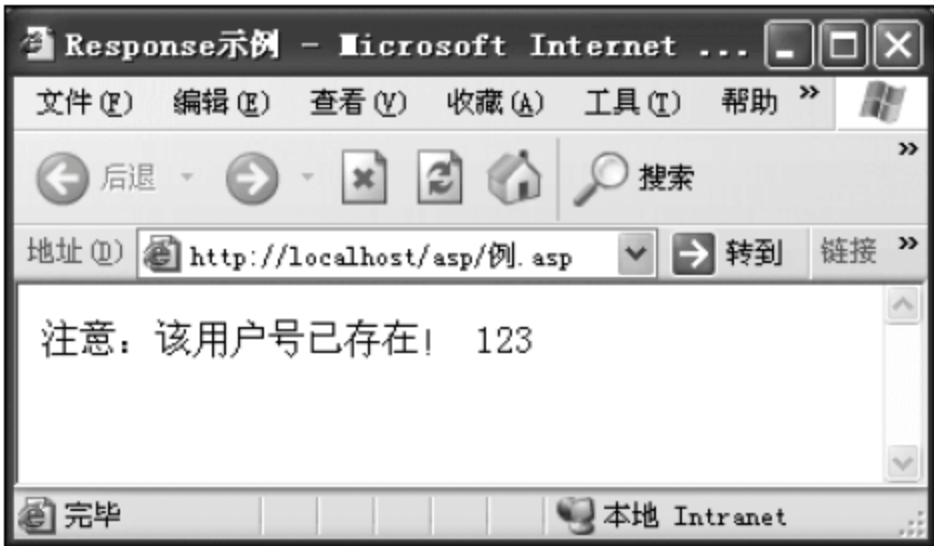 Response示例 - Microsoft Internet ...
文件(F) 编辑(E) 查看(V) 收藏(A) 工具(T) 帮助 »
后退 搜索 »
地址(D) http://localhost/asp/例.asp 转到 链接 »
注意：该用户号已存在！ 123
完毕 本地 Intranet